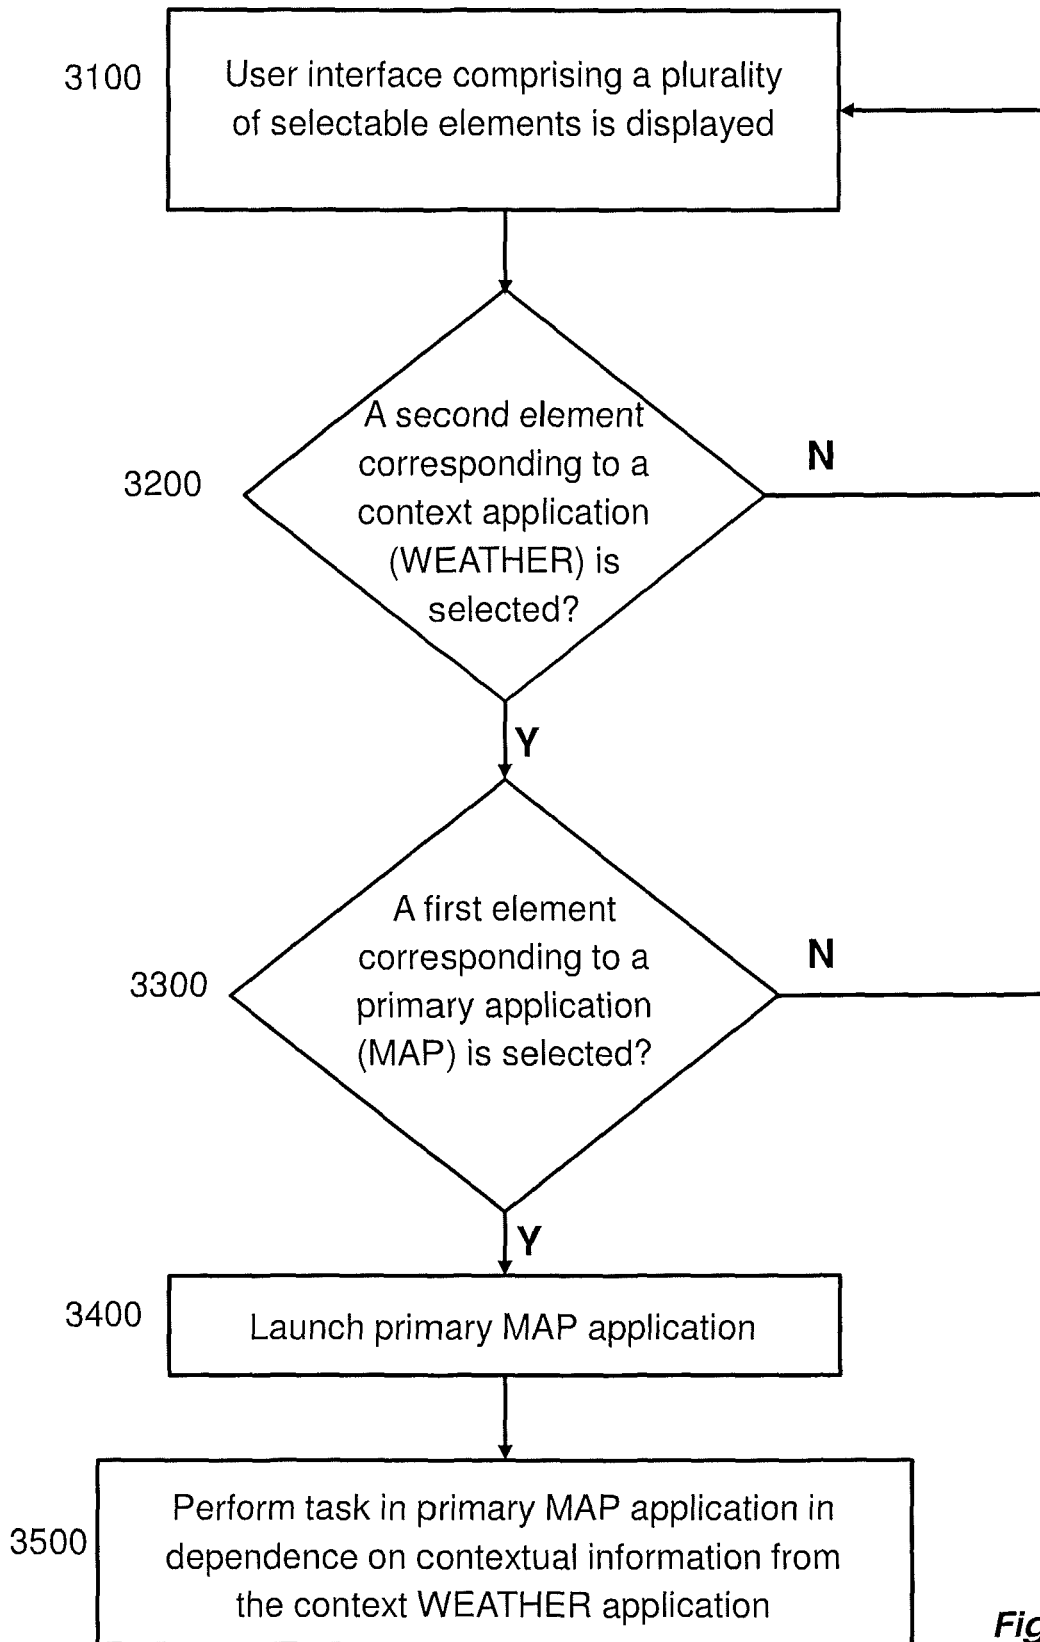 3100
User interface comprising a plurality
of selectable elements is displayed
3200
A second element
corresponding to a
context application
(WEATHER) is
selected?
N
Y
3300
A first element
corresponding to a
primary application
(MAP) is selected?
N
Y
3400
Launch primary MAP application
3500
Perform task in primary MAP application in
dependence on contextual information from
the context WEATHER application
Fig